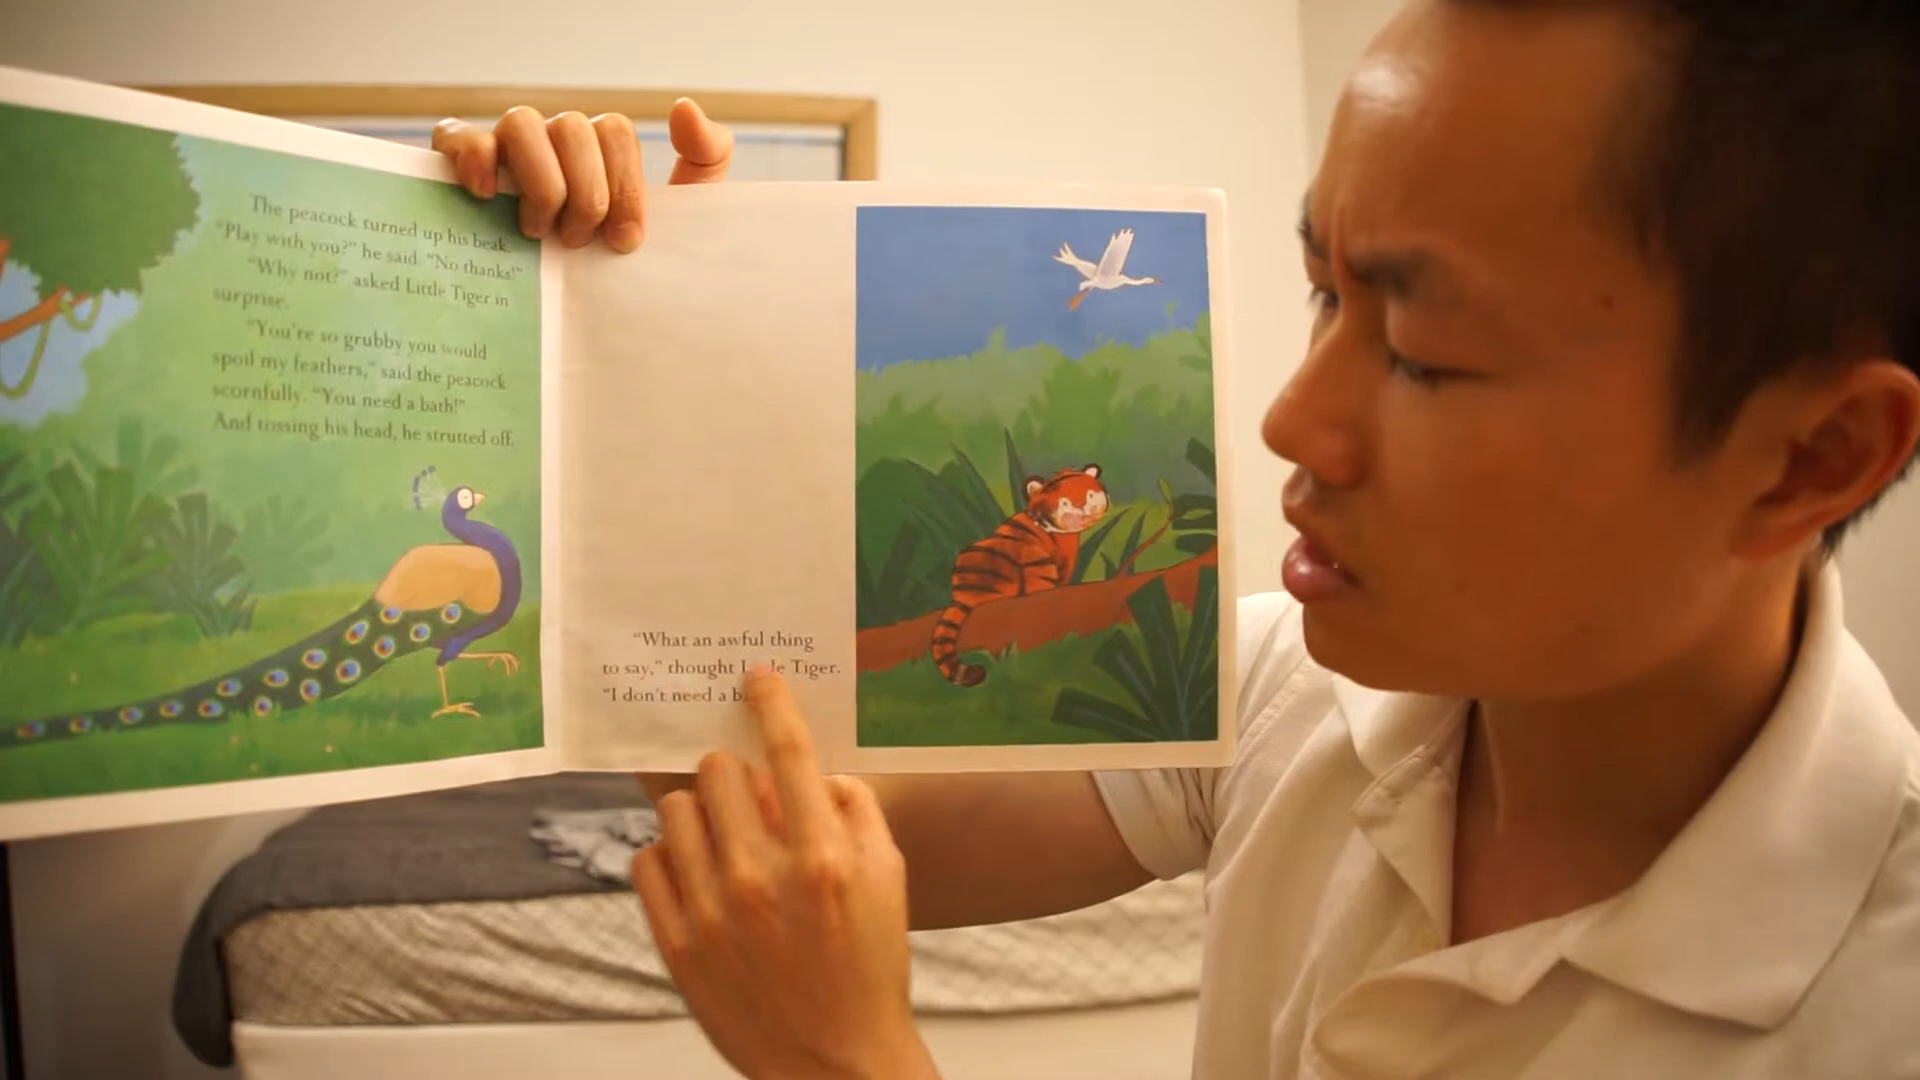 The peacock turned up his beak.
"Play with you?" he said. "No thanks!"
"Why not?" asked Little Tiger in
surprise.
"You're so grubby you would
spoil my feathers," said the peacock
scornfully. "You need a bath!"
And tossing his head, he strutted off.
"What an awful thing
to say," thought Little Tiger.
"I don't need a